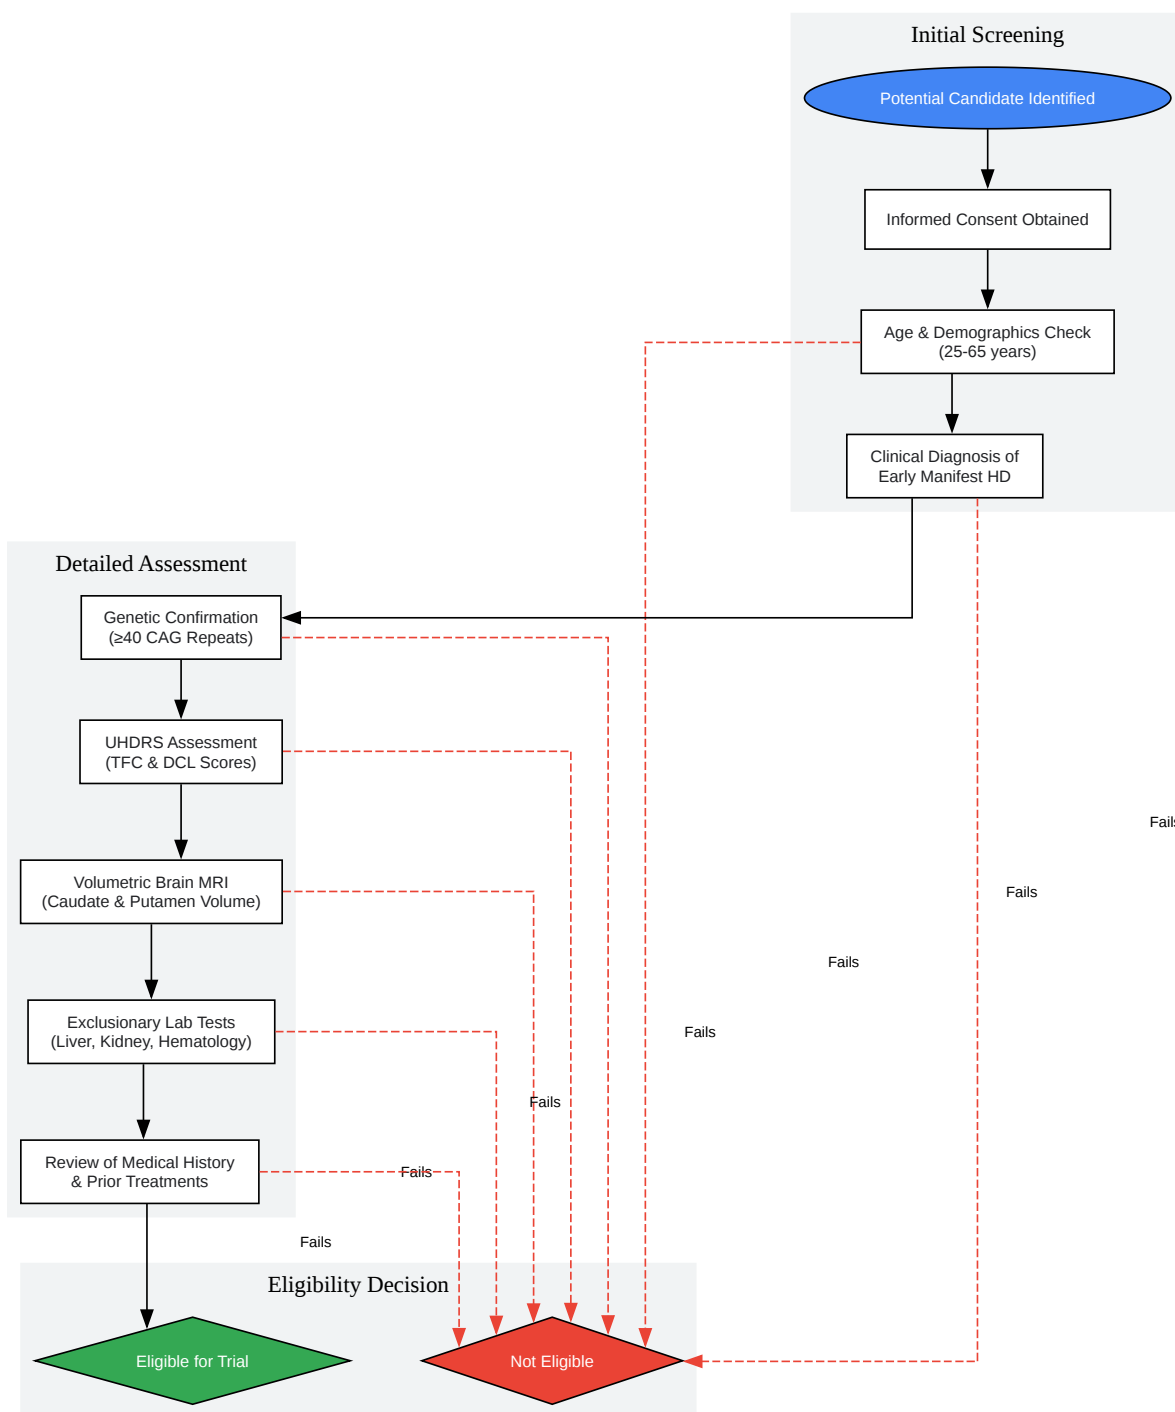 Initial Screening
Potential Candidate Identified
Informed Consent Obtained
Age & Demographics Check
(25-65 years)
Clinical Diagnosis of
Early Manifest HD
Detailed Assessment
Genetic Confirmation
(≥40 CAG Repeats)
UHDRS Assessment
(TFC & DCL Scores)
Fails
Volumetric Brain MRI
(Caudate & Putamen Volume)
Fails
Fails
Exclusionary Lab Tests
(Liver, Kidney, Hematology)
Fails
Fails
Review of Medical History
& Prior Treatments
Fails
Fails
Eligibility Decision
Eligible for Trial
Not Eligible